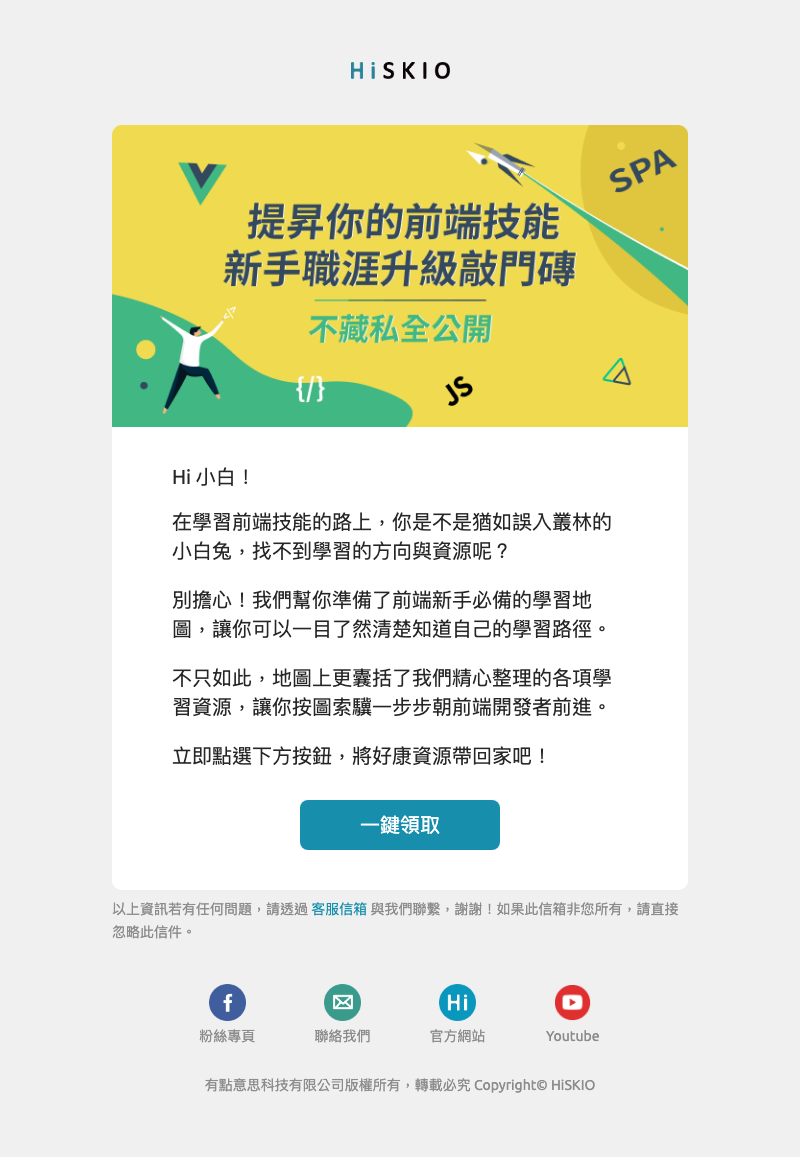 HiSKIO
SPA
提昇你的前端技能
新手職涯升級敲門磚
不藏私全公開
{/}
JS
Hi 小白！
在學習前端技能的路上，你是不是猶如誤入叢林的
小白兔，找不到學習的方向與資源呢？
別擔心！我們幫你準備了前端新手必備的學習地
圖，讓你可以一目了然清楚知道自己的學習路徑。
不只如此，地圖上更囊括了我們精心整理的各項學
習資源，讓你按圖索驥一步步朝前端開發者前進。
立即點選下方按鈕，將好康資源帶回家吧！
一鍵領取
以上資訊若有任何問題，請透過 客服信箱 與我們聯繫，謝謝！如果此信箱非您所有，請直接
忽略此信件。
f
Hi
粉絲專頁
聯絡我們
官方網站
Youtube
有點意思科技有限公司版權所有，轉載必究 Copyright© HiSKIO